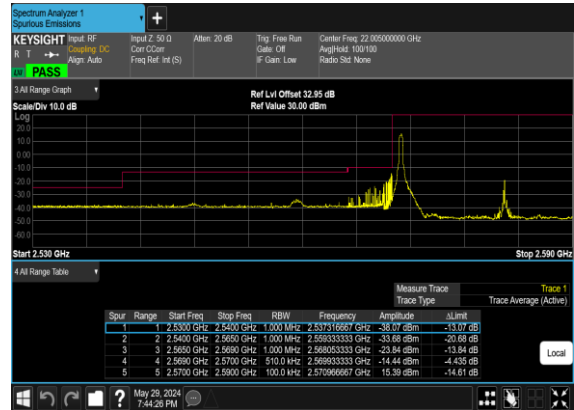 Spectrum Analyzer 1
Spurious Emissions
+
KEYSIGHT Input: RF Input Z: 50 Ω Atten: 20 dB Trig: Free Run Center Freq: 22.005000000 GHz
R T Coupling: DC Corr CCorr Gate: Off Avg|Hold: 100/100
Align: Auto Freq Ref: Int (S) IF Gain: Low Radio Std: None
PASS
3 All Range Graph
Ref Lvl Offset 32.95 dB
Scale/Div 10.0 dB Ref Value 30.00 dBm
Log
20.0
10.0
0.00
-10.0
-20.0
-30.0
-40.0
-50.0
-60.0
Start 2.530 GHz Stop 2.590 GHz
4 All Range Table
Measure Trace Trace 1
Trace Type Trace Average (Active)
Spur Range Start Freq Stop Freq RBW Frequency Amplitude ΔLimit
1 1 2.5300 GHz 2.5400 GHz 1.000 MHz 2.537316667 GHz -38.07 dBm -13.07 dB
2 2 2.5400 GHz 2.5650 GHz 1.000 MHz 2.559333333 GHz -33.68 dBm -20.68 dB
3 3 2.5650 GHz 2.5690 GHz 1.000 MHz 2.568053333 GHz -23.84 dBm -13.84 dB
4 4 2.5690 GHz 2.5700 GHz 510.0 kHz 2.569933333 GHz -14.44 dBm -4.435 dB
5 5 2.5700 GHz 2.5900 GHz 100.0 kHz 2.570966667 GHz 15.39 dBm -14.61 dB
Local
?
May 29, 2024
7:44:26 PM